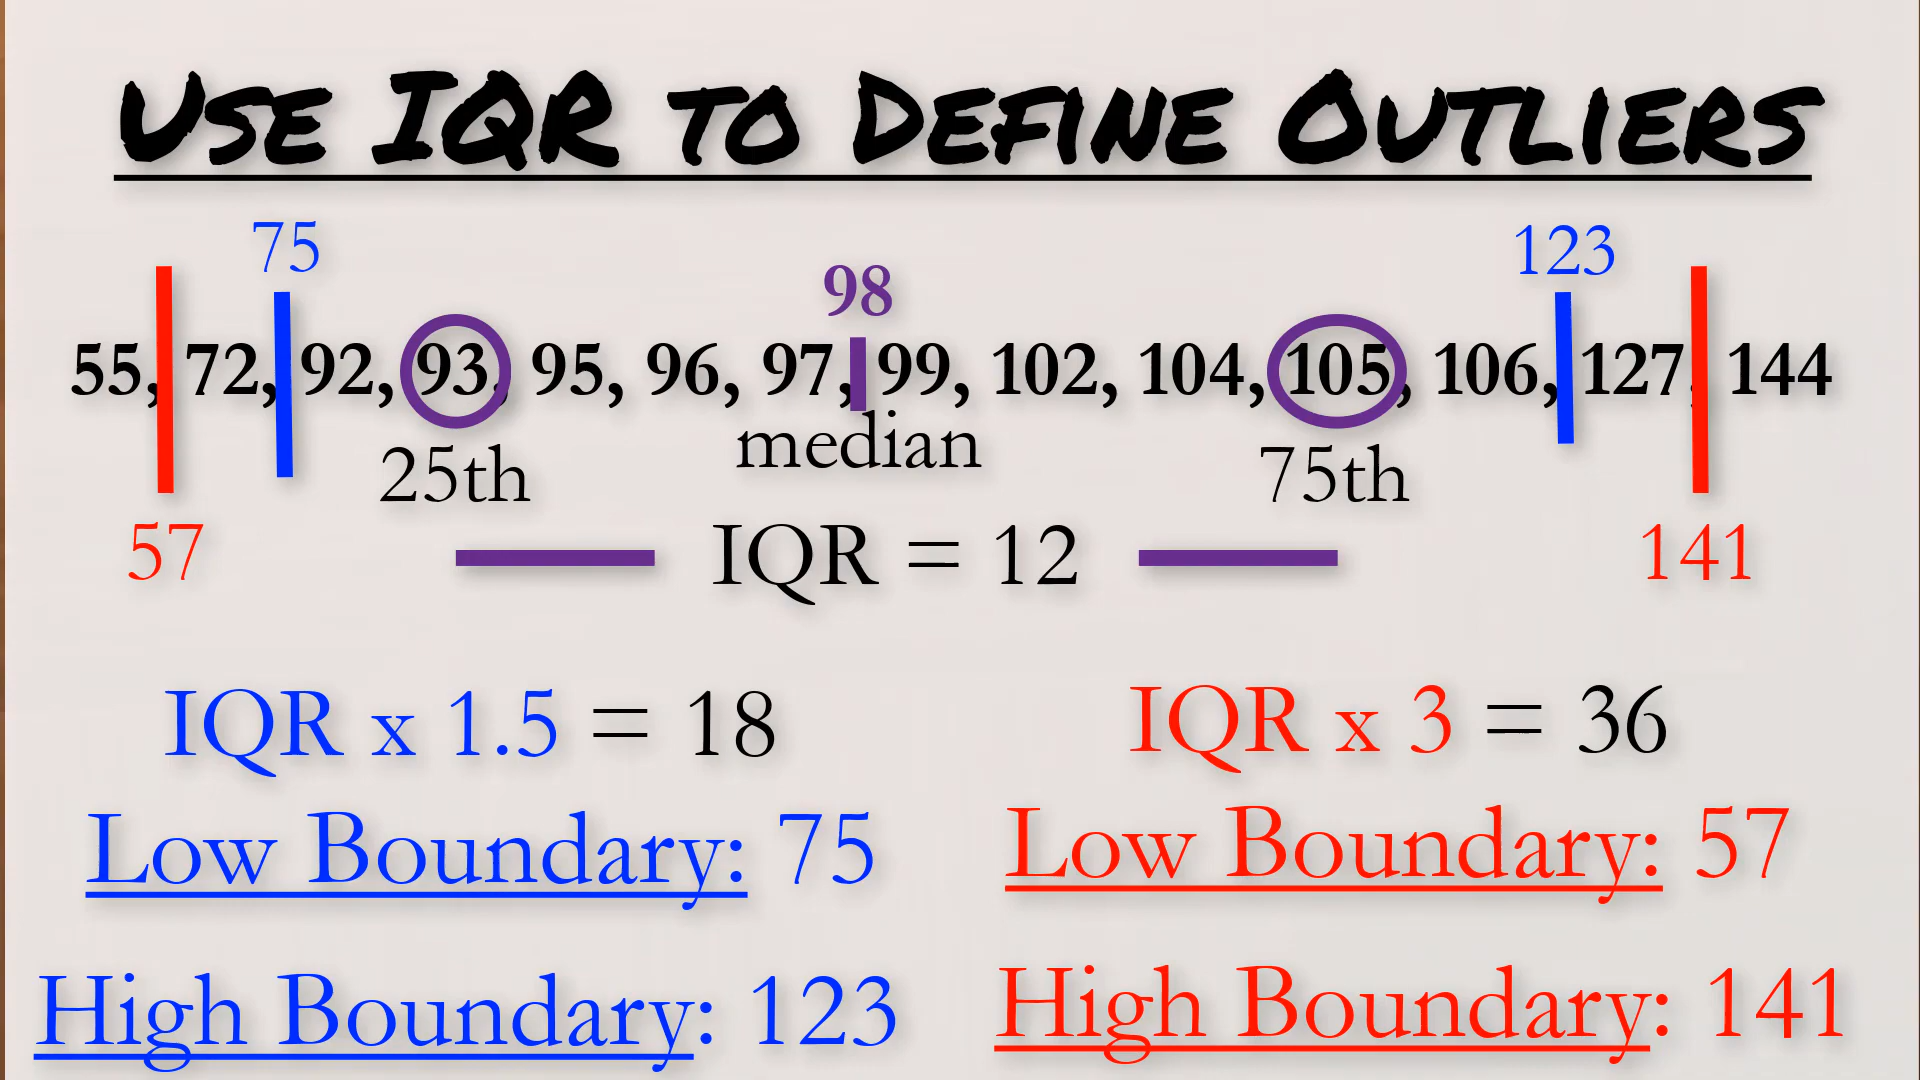 USE IQR TO DEFINE OUTLIERS
75
123
98
55, 72, 92, 93, 95, 96, 97, 99, 102, 104, 105, 106, 127, 144
25th
median
75th
57
IQR = 12
141
IQR x 1.5 = 18
IQR x 3 = 36
Low Boundary: 75
Low Boundary: 57
High Boundary: 123
High Boundary: 141